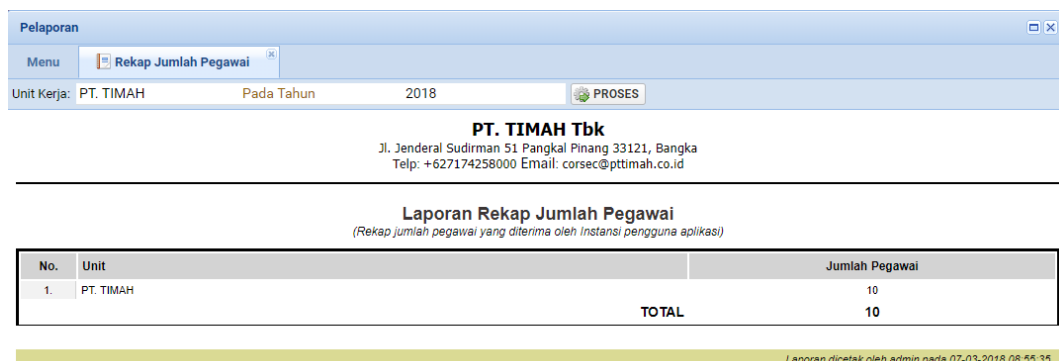 Pelaporan
Menu Rekap Jumlah Pegawai
Unit Kerja: PT. TIMAH Pada Tahun 2018 PROSES
PT. TIMAH Tbk
Jl. Jenderal Sudirman 51 Pangkal Pinang 33121, Bangka
Telp: +627174258000 Email: corsec@pttimah.co.id
Laporan Rekap Jumlah Pegawai
(Rekap jumlah pegawai yang diterima oleh Instansi pengguna aplikasi)
No. Unit Jumlah Pegawai
1. PT. TIMAH 10
TOTAL 10
Laporan dicetak oleh admin pada 07-03-2018 08:55:35